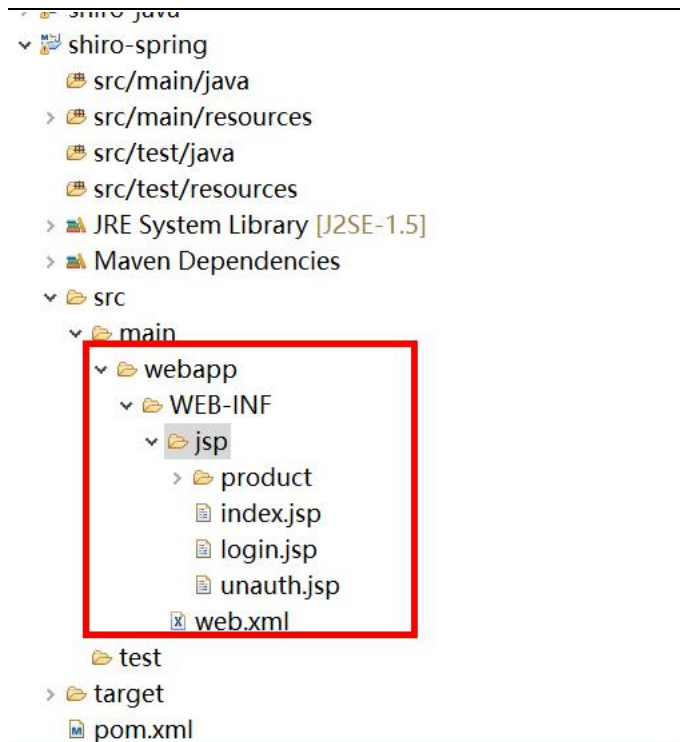 shiro-java
shiro-spring
src/main/java
src/main/resources
src/test/java
src/test/resources
JRE System Library [J2SE-1.5]
Maven Dependencies
src
main
webapp
WEB-INF
jsp
product
index.jsp
login.jsp
unauth.jsp
web.xml
test
target
pom.xml